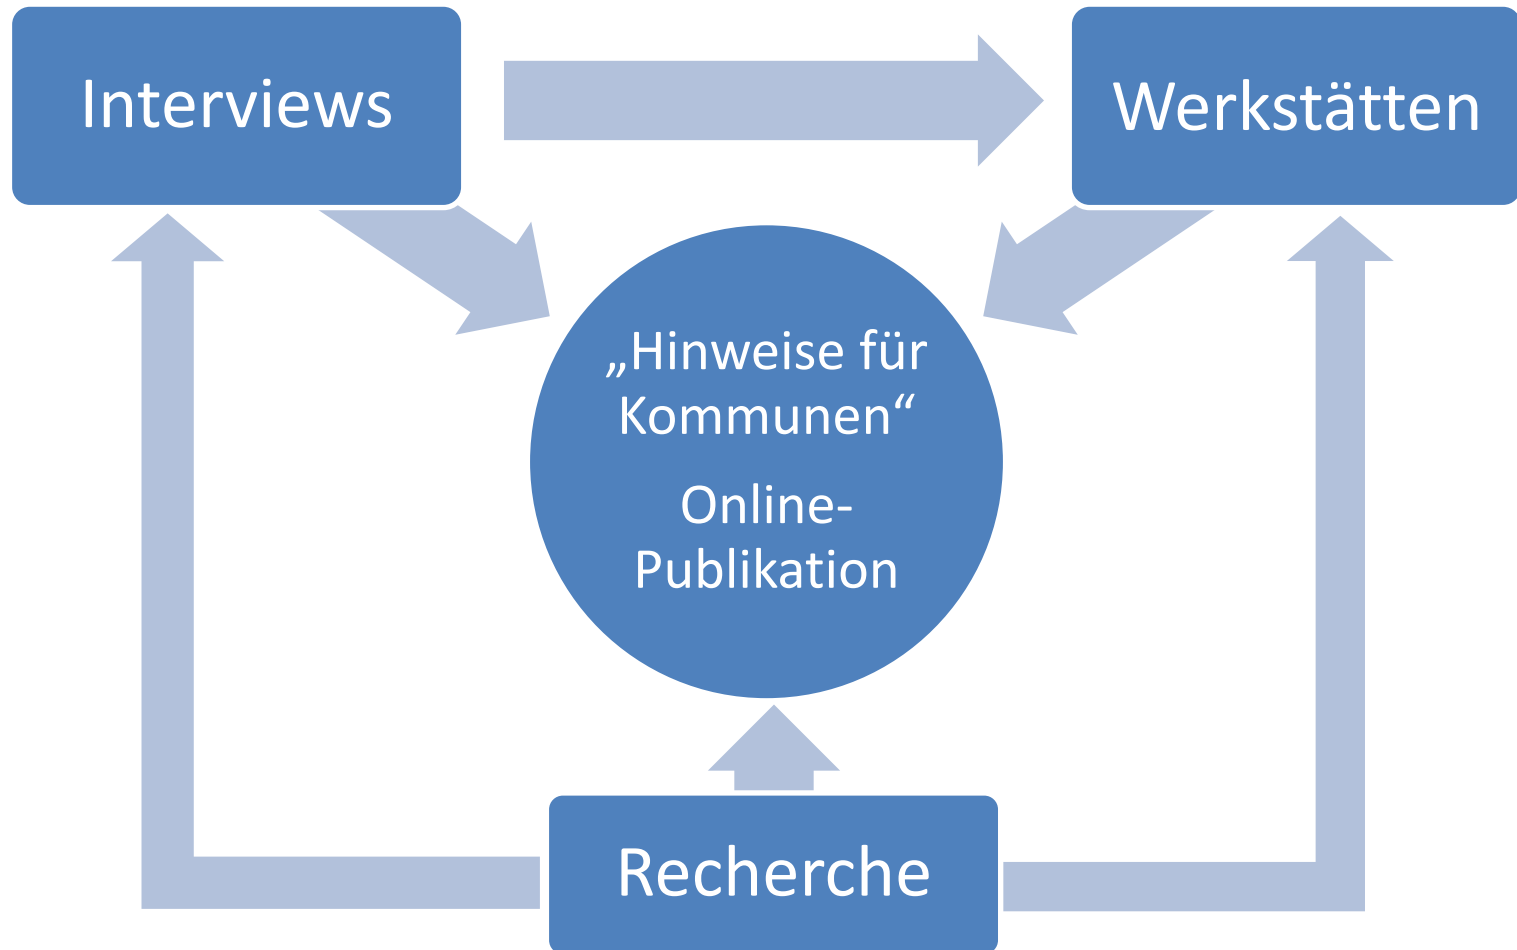 Interviews
Werkstätten
„Hinweise für
Kommunen“
Online-
Publikation
Recherche